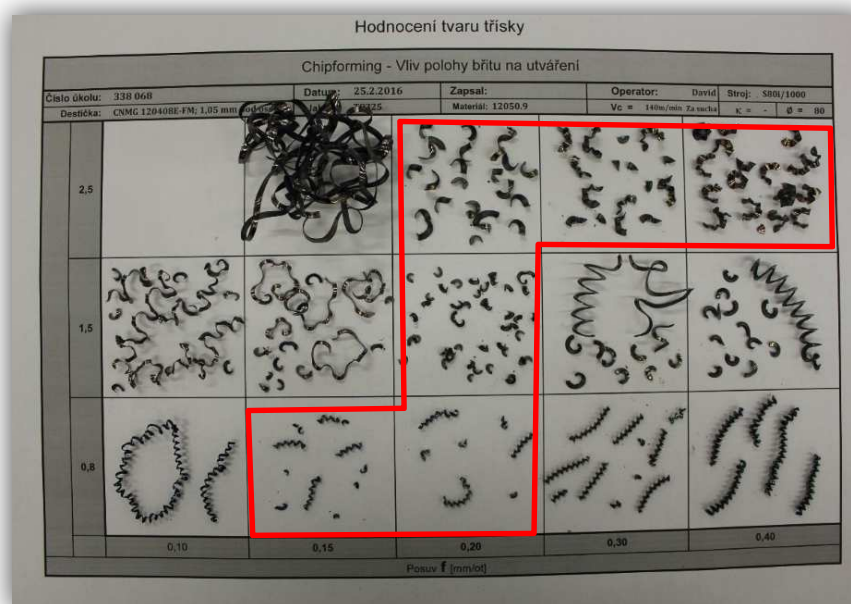 Hodnocení tvaru třísky
Chipforming - Vliv polohy břitu na utváření
Číslo úkolu: 338 068 Datum: 25.2.2016 Zapsal: Operator: David Stroj: S80i/1000
Destička: CNMG 120408E-FM; 1,05 mm Materiál: 12050.9 Vc = 140m/min Za sucha κ = - Ø = 80
2,5
1,5
0,8
0,10 0,15 0,20 0,30 0,40
Posuv f [mm/ot]